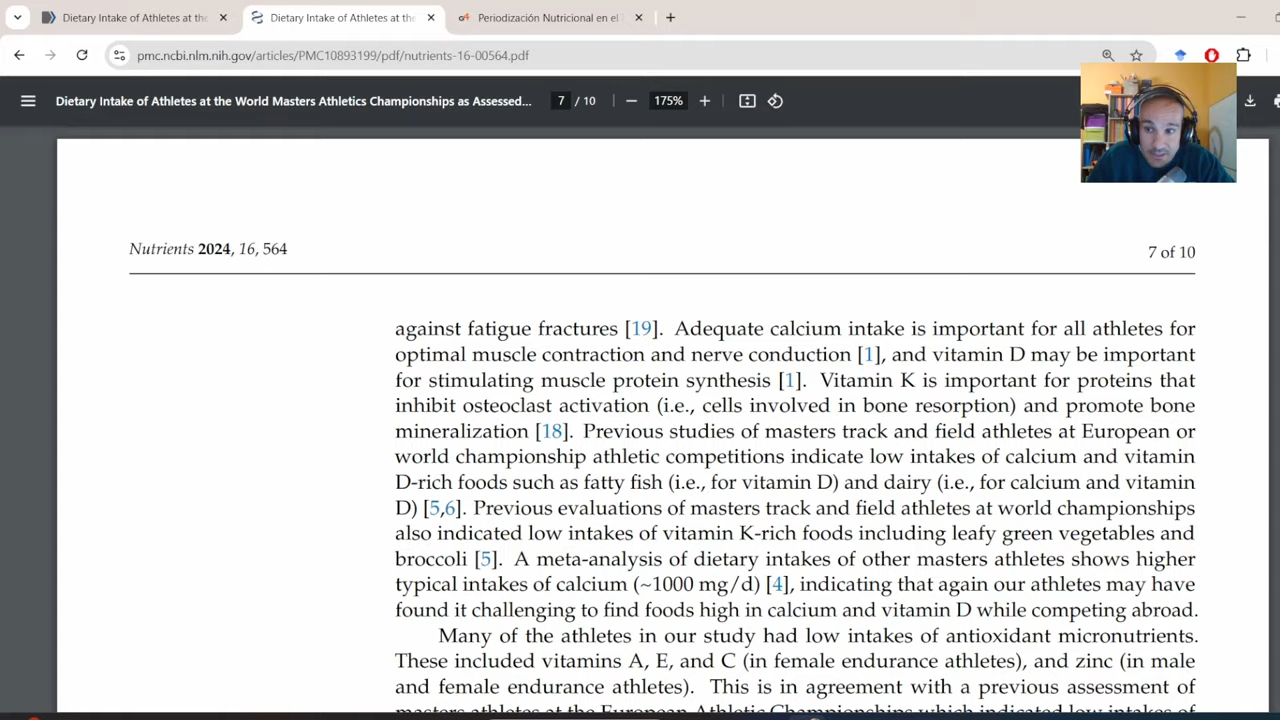 Dietary Intake of Athletes at the
Dietary Intake of Athletes at the
Periodización Nutricional en el
pmc.ncbi.nlm.nih.gov/articles/PMC10893199/pdf/nutrients-16-00564.pdf
Dietary Intake of Athletes at the World Masters Athletics Championships as Assessed... 7 / 10 175%
Nutrients 2024, 16, 564
7 of 10
against fatigue fractures [19]. Adequate calcium intake is important for all athletes for
optimal muscle contraction and nerve conduction [1], and vitamin D may be important
for stimulating muscle protein synthesis [1]. Vitamin K is important for proteins that
inhibit osteoclast activation (i.e., cells involved in bone resorption) and promote bone
mineralization [18]. Previous studies of masters track and field athletes at European or
world championship athletic competitions indicate low intakes of calcium and vitamin
D-rich foods such as fatty fish (i.e., for vitamin D) and dairy (i.e., for calcium and vitamin
D) [5,6]. Previous evaluations of masters track and field athletes at world championships
also indicated low intakes of vitamin K-rich foods including leafy green vegetables and
broccoli [5]. A meta-analysis of dietary intakes of other masters athletes shows higher
typical intakes of calcium (~1000 mg/d) [4], indicating that again our athletes may have
found it challenging to find foods high in calcium and vitamin D while competing abroad.
Many of the athletes in our study had low intakes of antioxidant micronutrients.
These included vitamins A, E, and C (in female endurance athletes), and zinc (in male
and female endurance athletes). This is in agreement with a previous assessment of
masters athletes at the European Athletic Championships which indicated low intakes of